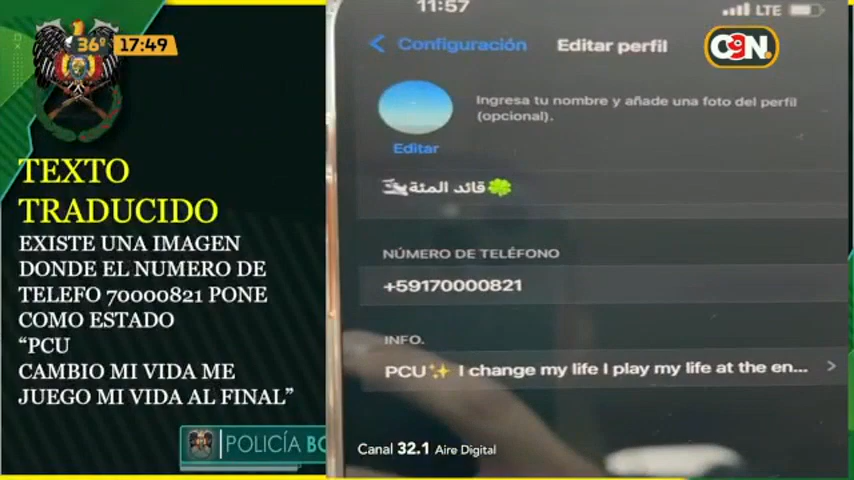 36°
17:49
TEXTO
TRADUCIDO
EXISTE UNA IMAGEN
DONDE EL NUMERO DE
TELEFO 70000821 PONE
COMO ESTADO
“PCU
CAMBIO MI VIDA ME
JUEGO MI VIDA AL FINAL”
POLICÍA BO
11:57
LTE
Configuración
Editar perfil
C9N.
Ingresa tu nombre y añade una foto del perfil
(opcional).
Editar
قائد المئة🍀
NÚMERO DE TELÉFONO
+59170000821
INFO.
PCU✨ I change my life I play my life at the en...
Canal 32.1 Aire Digital